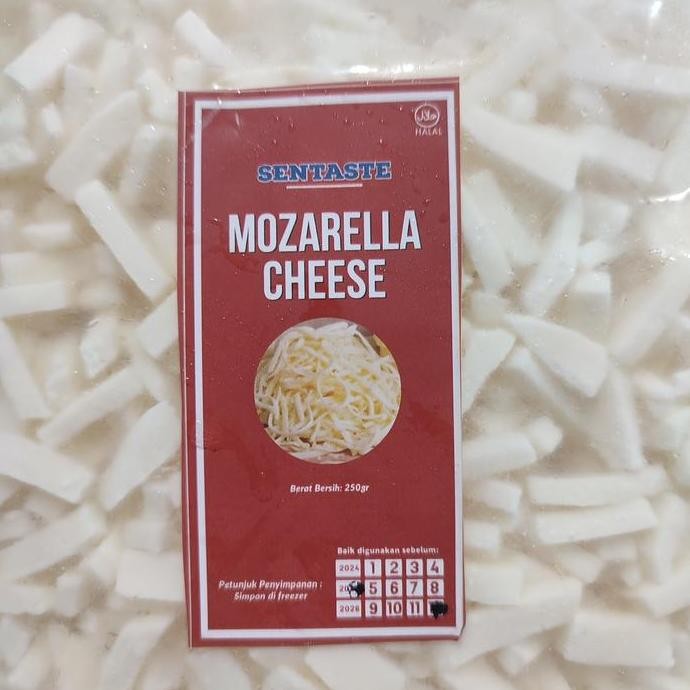 HALAL
SENTASTE
MOZARELLA
CHEESE
Berat Bersih: 250gr
Baik digunakan sebelum:
2024 1 2 3 4
5 6 7 8
2026 9 10 11
Petunjuk Penyimpanan :
Simpan di freezer